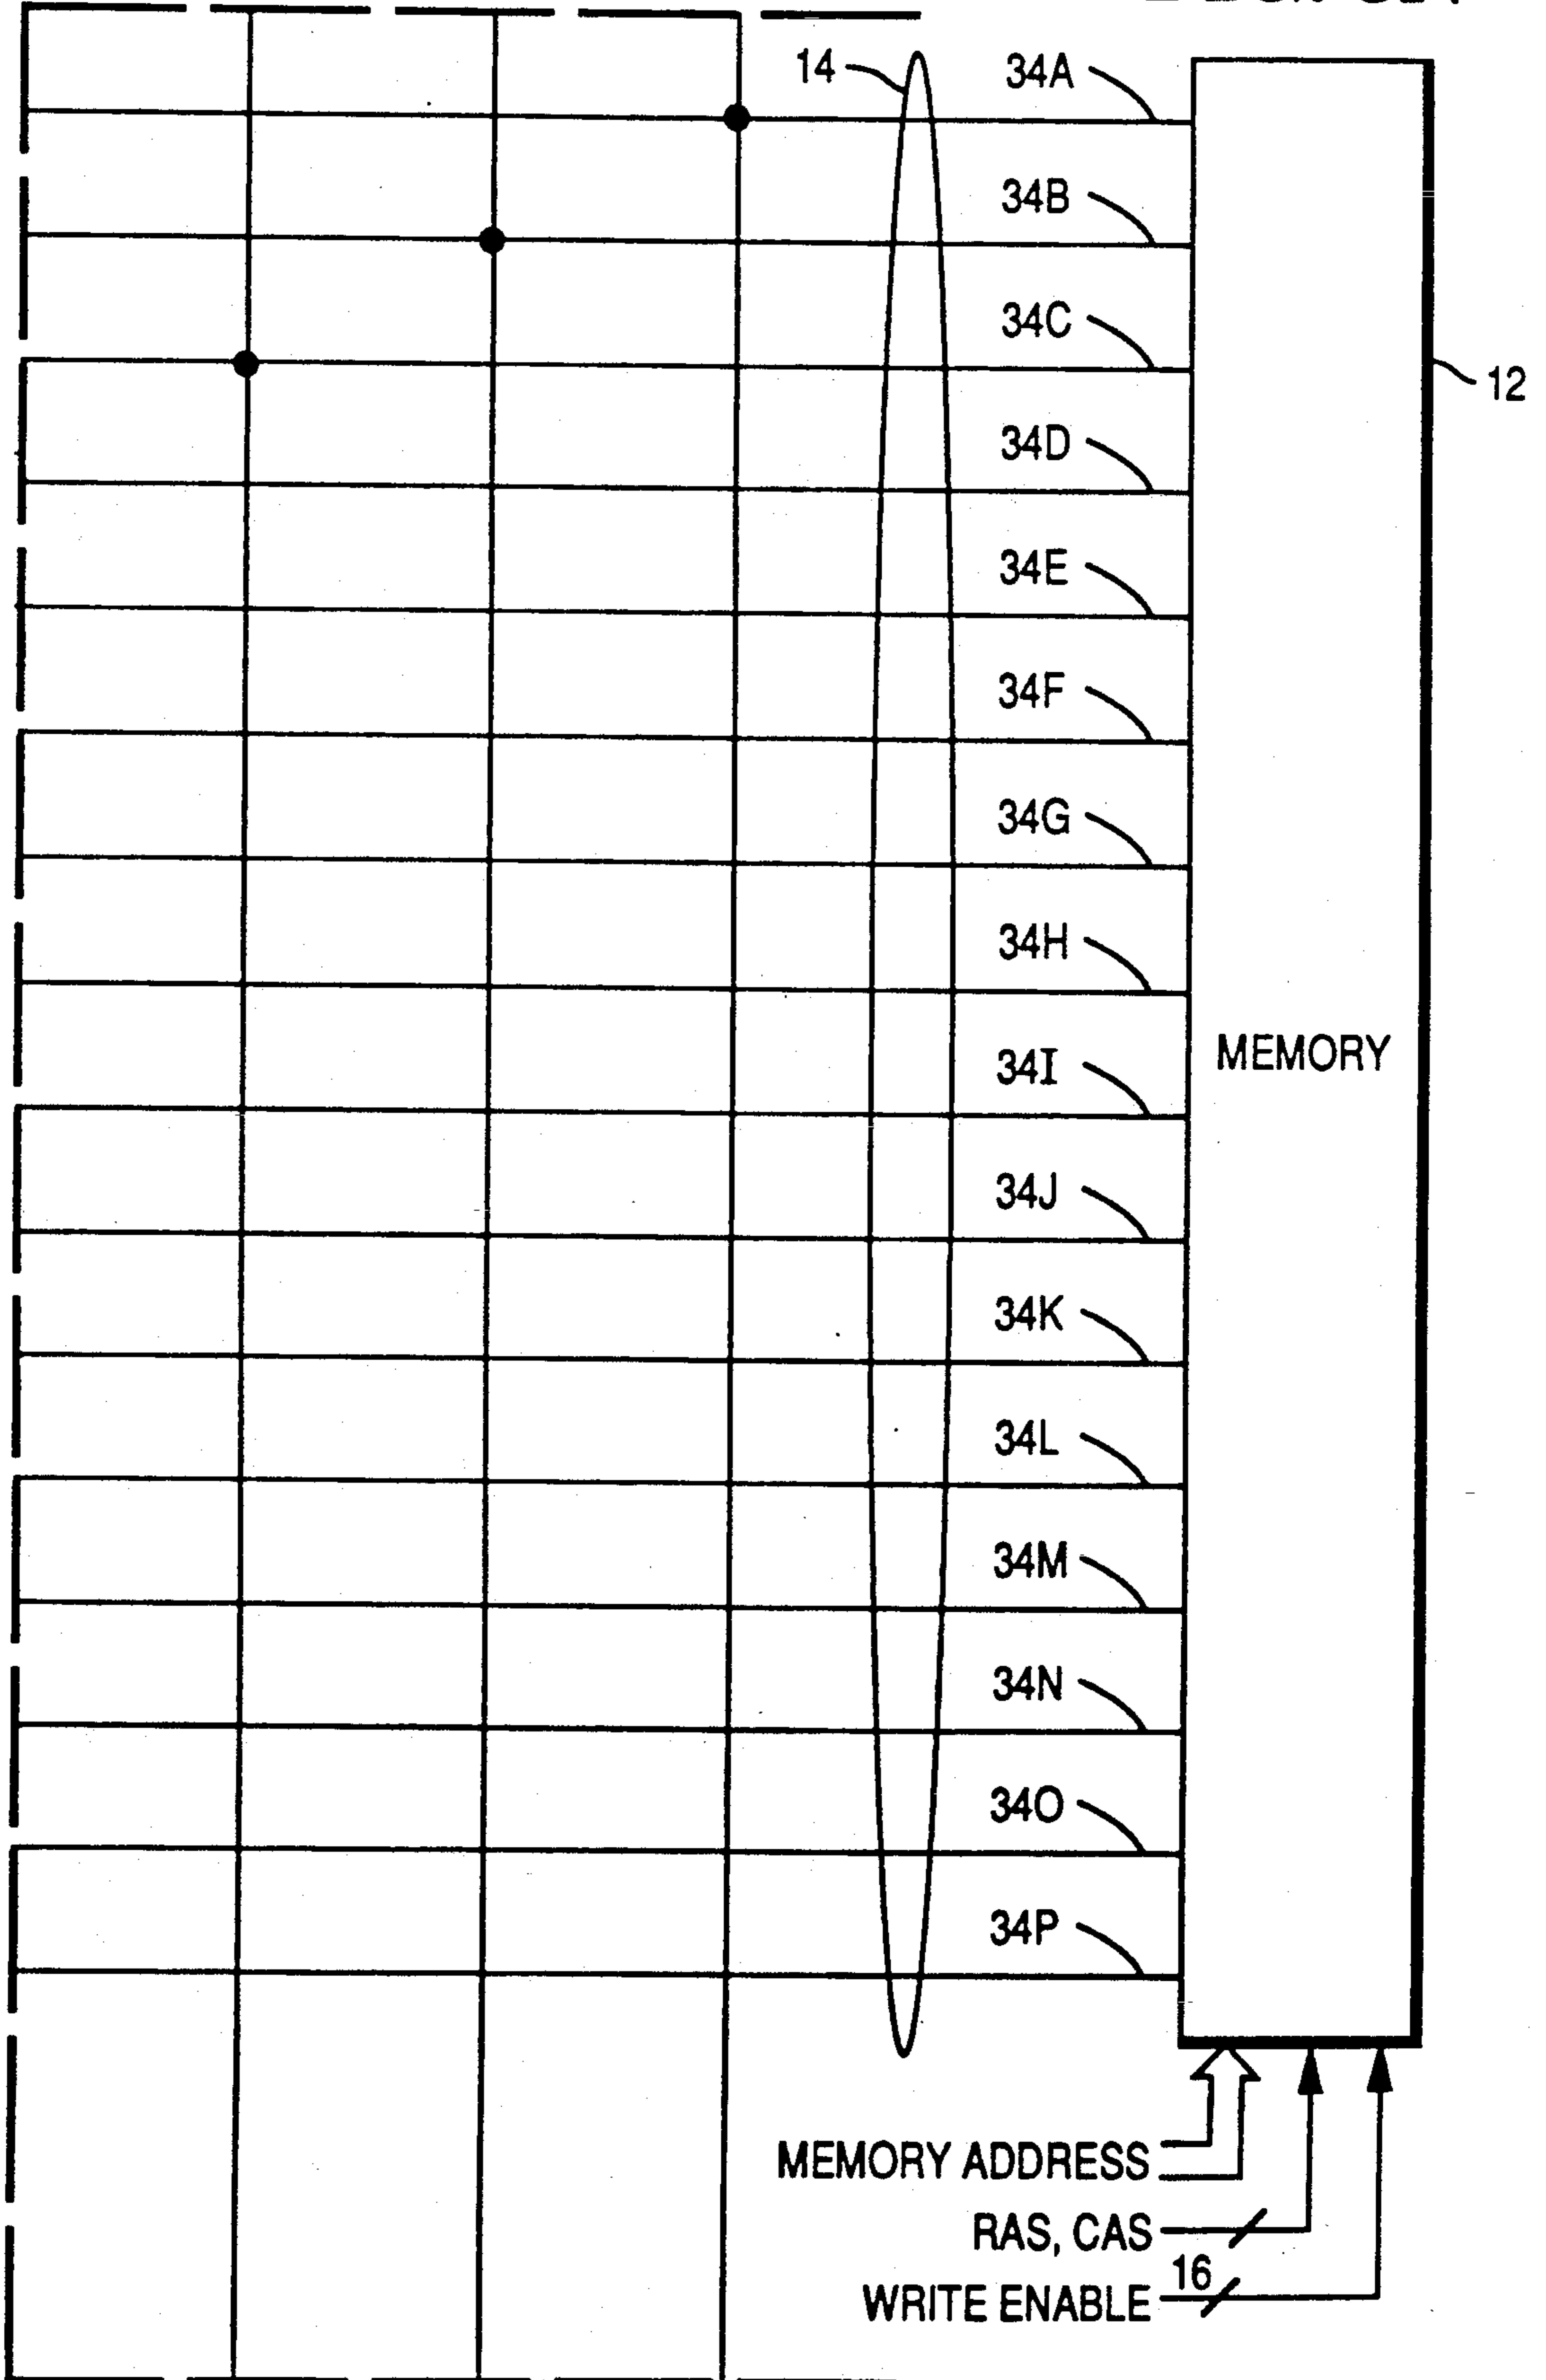 14
34A
34B
34C
12
34D
34E
34F
34G
34H
MEMORY
34I
34J
34K
34L
34M
34N
34O
34P
MEMORY ADDRESS
RAS, CAS
16
WRITE ENABLE